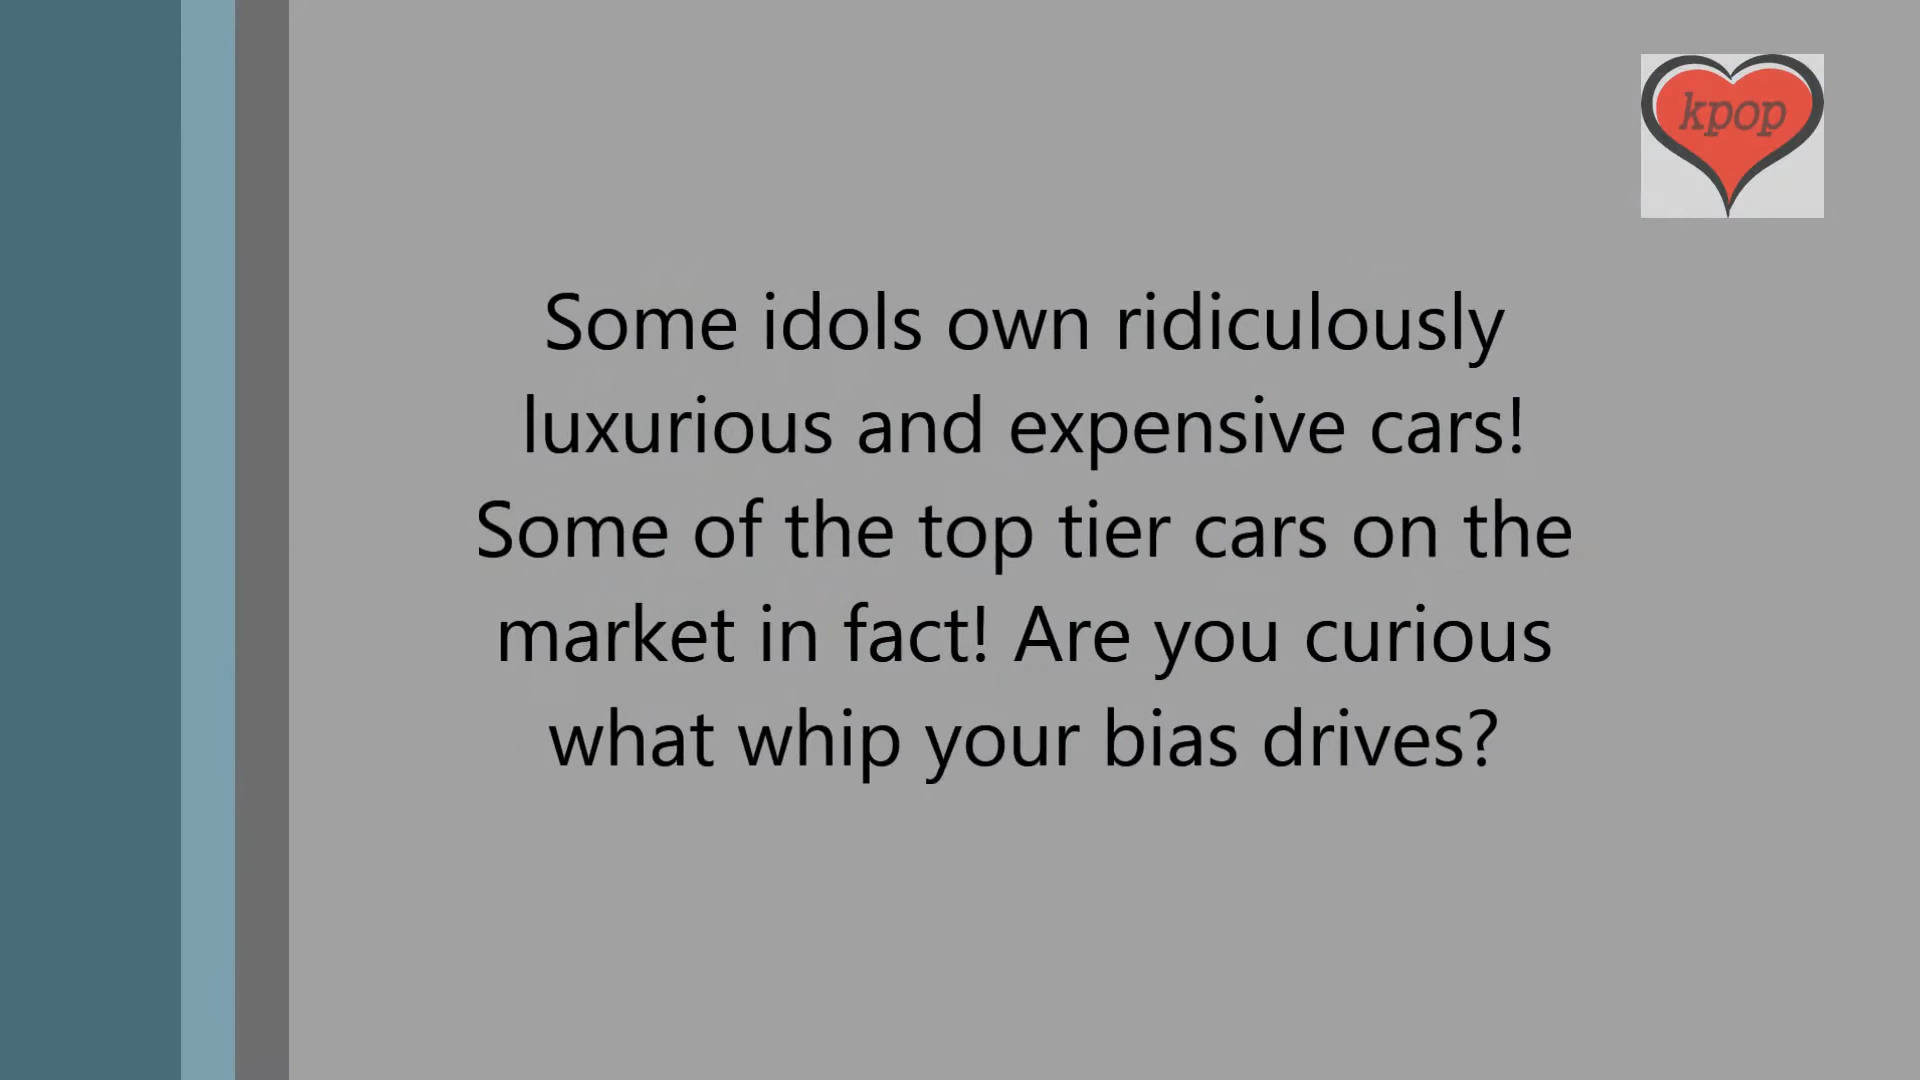 kpop
Some idols own ridiculously
luxurious and expensive cars!
Some of the top tier cars on the
market in fact! Are you curious
what whip your bias drives?